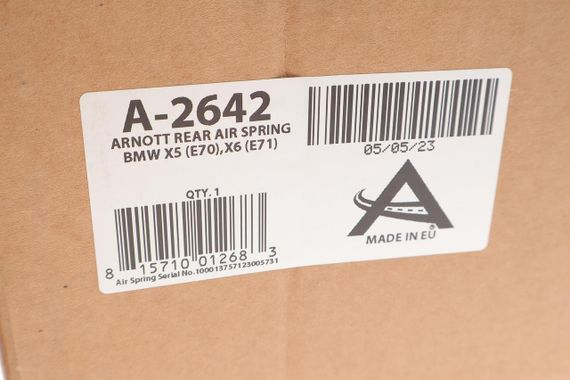 A-2642
ARNOTT REAR AIR SPRING
BMW X5 (E70), X6 (E71)
05/05/23
QTY. 1
8 15710 01268 3
Air Spring Serial No.100013757123005731
A®
MADE IN EU